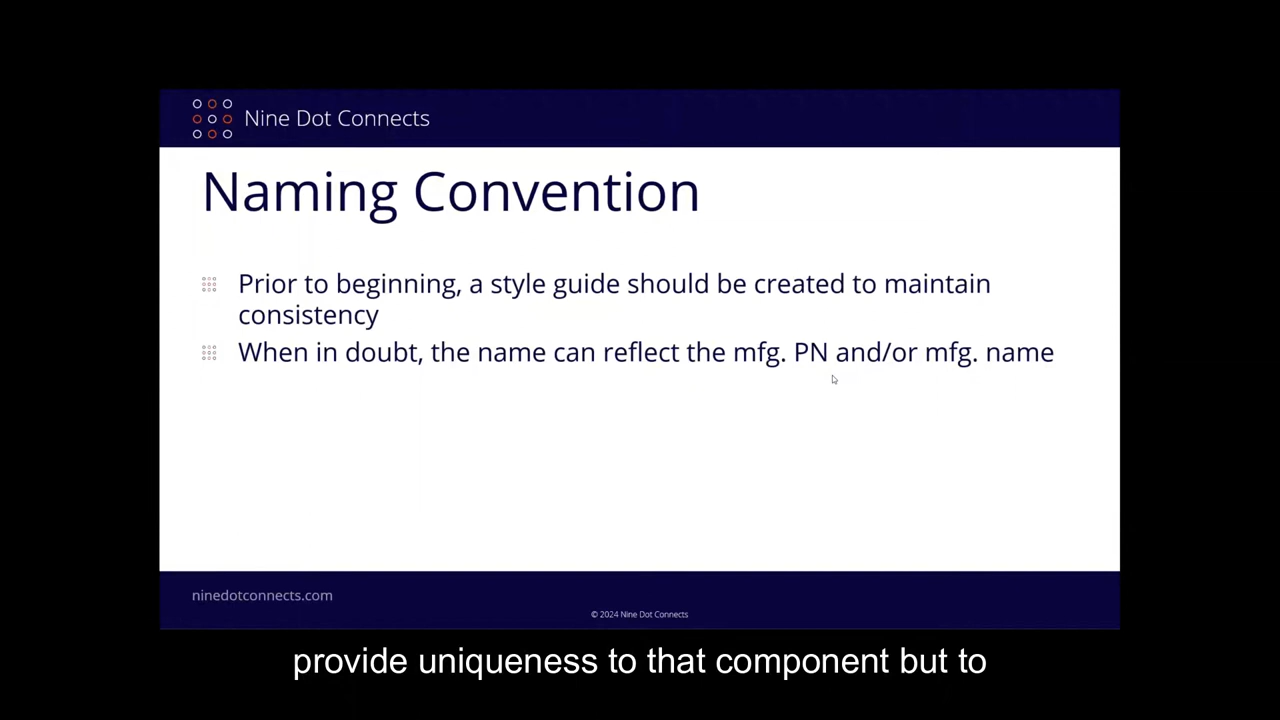 Nine Dot Connects
Naming Convention
Prior to beginning, a style guide should be created to maintain
consistency
When in doubt, the name can reflect the mfg. PN and/or mfg. name
ninedotconnects.com
© 2024 Nine Dot Connects
provide uniqueness to that component but to